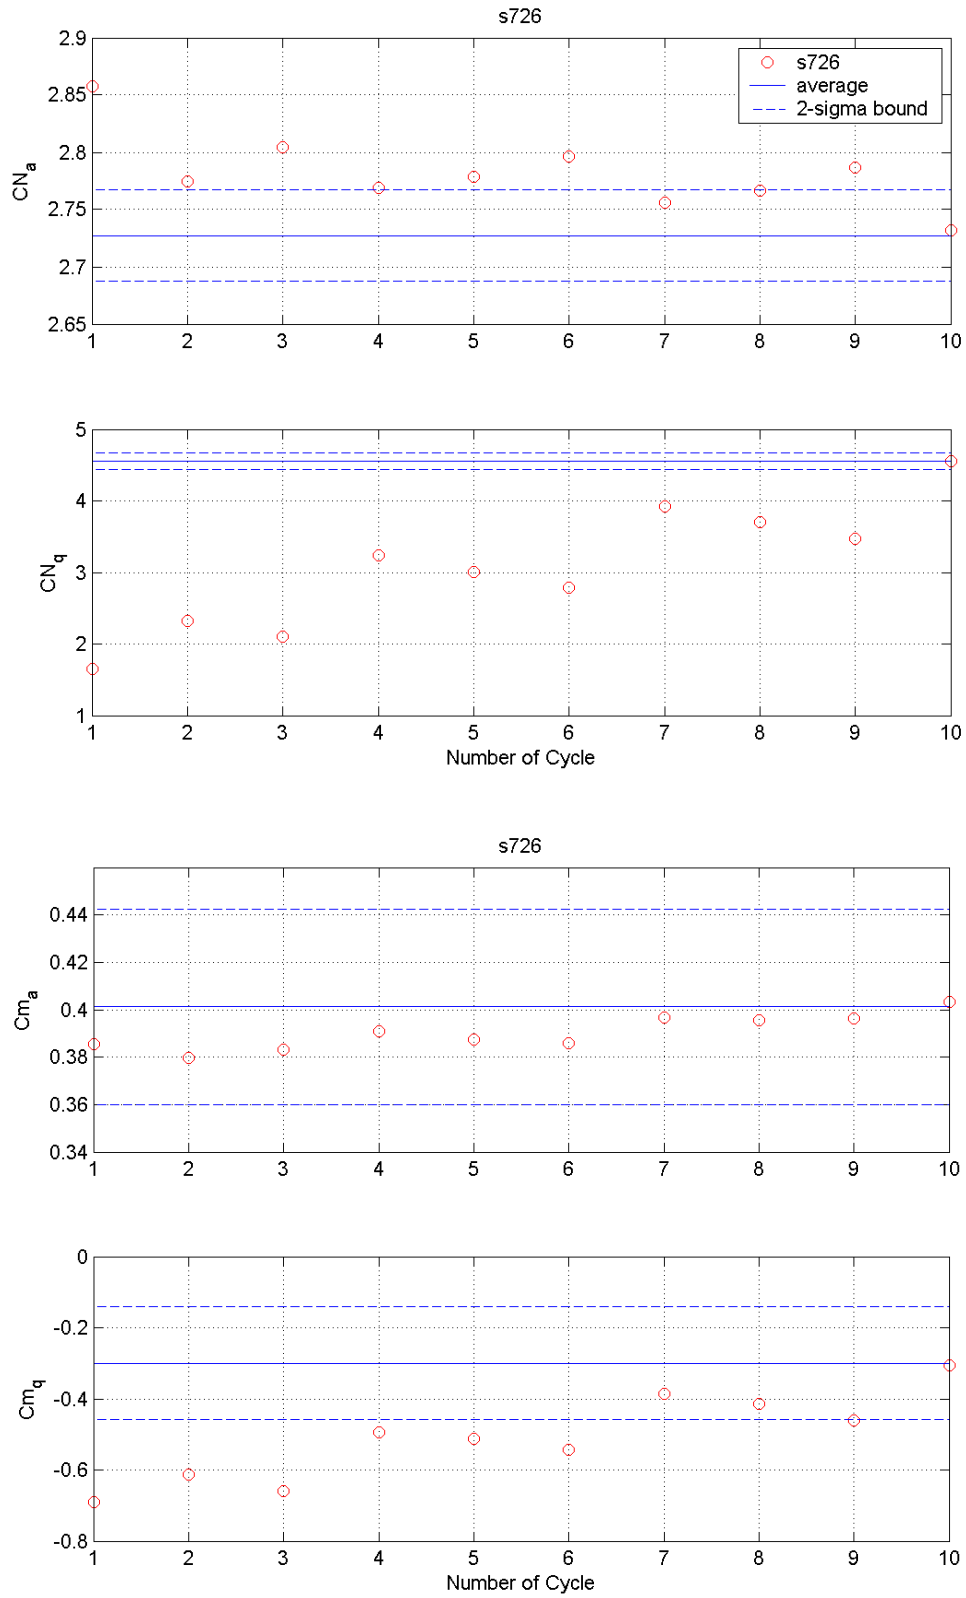 s726
2.9
2.85
2.8
2.75
2.7
2.65
CNa
s726
average
2-sigma bound
1 2 3 4 5 6 7 8 9 10
5
4
3
2
1
CNq
1 2 3 4 5 6 7 8 9 10
Number of Cycle
s726
0.44
0.42
0.4
0.38
0.36
0.34
Cma
1 2 3 4 5 6 7 8 9 10
0
-0.2
-0.4
-0.6
-0.8
Cmq
1 2 3 4 5 6 7 8 9 10
Number of Cycle